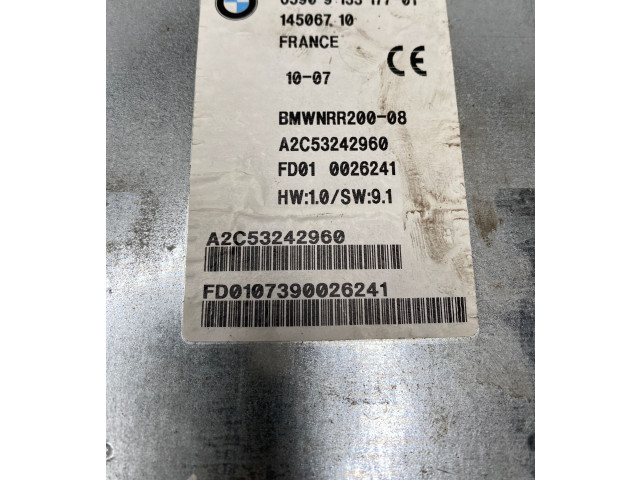 145067.10
FRANCE
CE
10-07
BMWNRR200-08
A2C53242960
FD01 0026241
HW:1.0/SW:9.1
A2C53242960
FD0107390026241